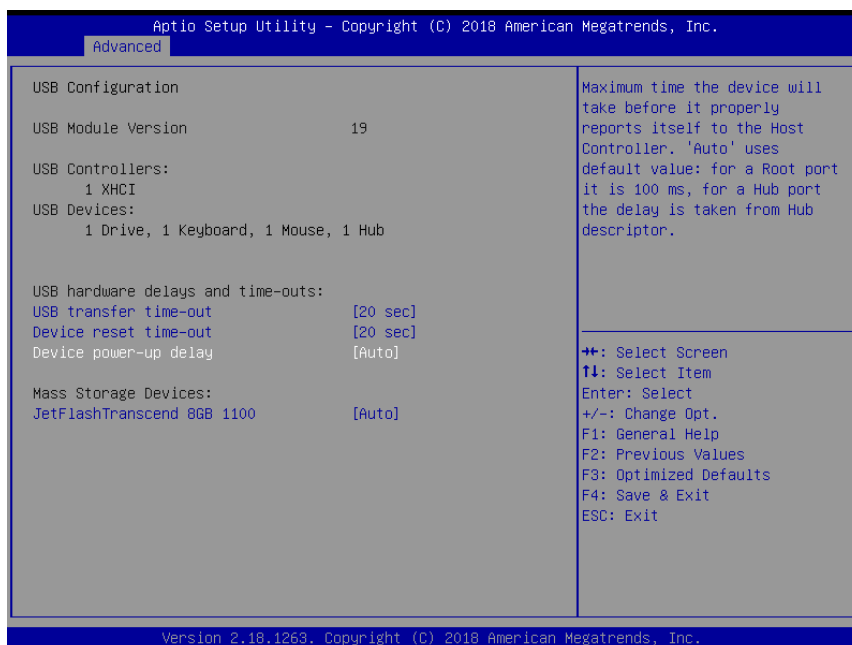 Aptio Setup Utility – Copyright (C) 2018 American Megatrends, Inc.
Advanced
USB Configuration
USB Module Version 19
USB Controllers:
1 XHCI
USB Devices:
1 Drive, 1 Keyboard, 1 Mouse, 1 Hub
USB hardware delays and time-outs:
USB transfer time-out [20 sec]
Device reset time-out [20 sec]
Device power-up delay [Auto]
Mass Storage Devices:
JetFlashTranscend 8GB 1100 [Auto]
Maximum time the device will
take before it properly
reports itself to the Host
Controller. 'Auto' uses
default value: for a Root port
it is 100 ms, for a Hub port
the delay is taken from Hub
descriptor.
→←: Select Screen
↑↓: Select Item
Enter: Select
+/-: Change Opt.
F1: General Help
F2: Previous Values
F3: Optimized Defaults
F4: Save & Exit
ESC: Exit
Version 2.18.1263. Copyright (C) 2018 American Megatrends, Inc.